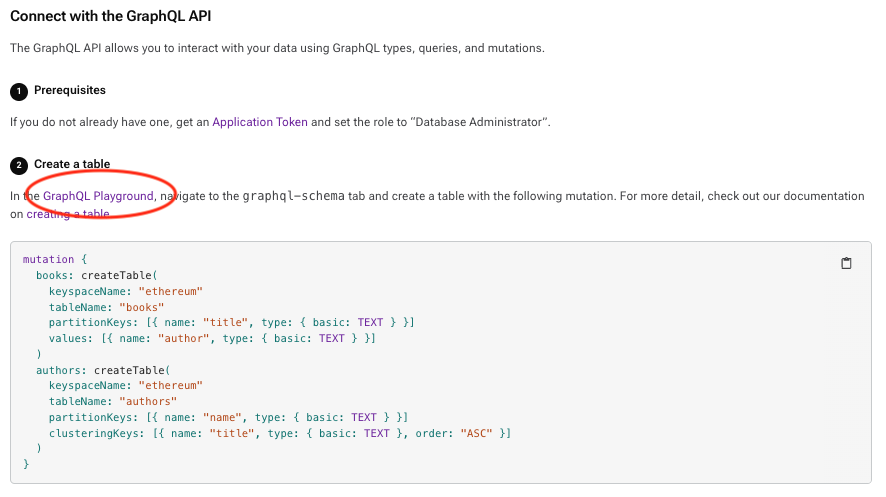 Connect with the GraphQL API
The GraphQL API allows you to interact with your data using GraphQL types, queries, and mutations.
1 Prerequisites
If you do not already have one, get an Application Token and set the role to “Database Administrator”.
2 Create a table
In the GraphQL Playground, navigate to the graphql-schema tab and create a table with the following mutation. For more detail, check out our documentation
on creating a table.
mutation {
  books: createTable(
    keyspaceName: "ethereum"
    tableName: "books"
    partitionKeys: [{ name: "title", type: { basic: TEXT } }]
    values: [{ name: "author", type: { basic: TEXT } }]
  )
  authors: createTable(
    keyspaceName: "ethereum"
    tableName: "authors"
    partitionKeys: [{ name: "name", type: { basic: TEXT } }]
    clusteringKeys: [{ name: "title", type: { basic: TEXT }, order: "ASC" }]
  )
}